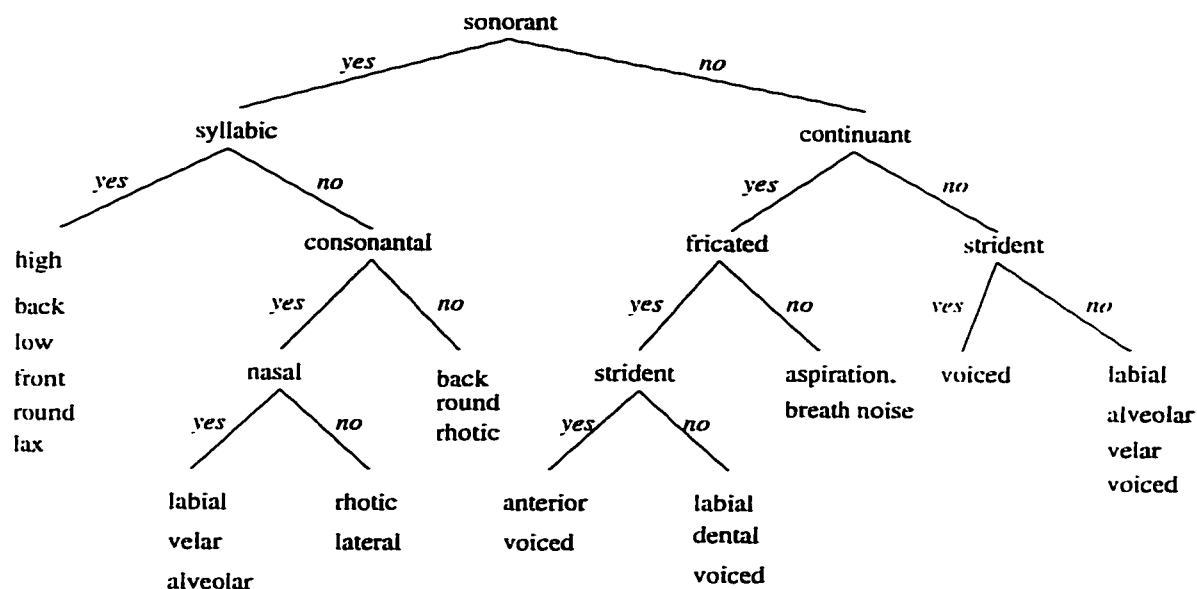 sonorant
yes no
syllabic continuant
yes no yes no
consonantal fricated strident
high
yes no yes no yes no
back
low
nasal back strident aspiration. voiced labial
front
round breath noise alveolar
round
rhotic
yes no yes no velar
lax
voiced
labial rhotic anterior labial
velar lateral voiced dental
alveolar voiced